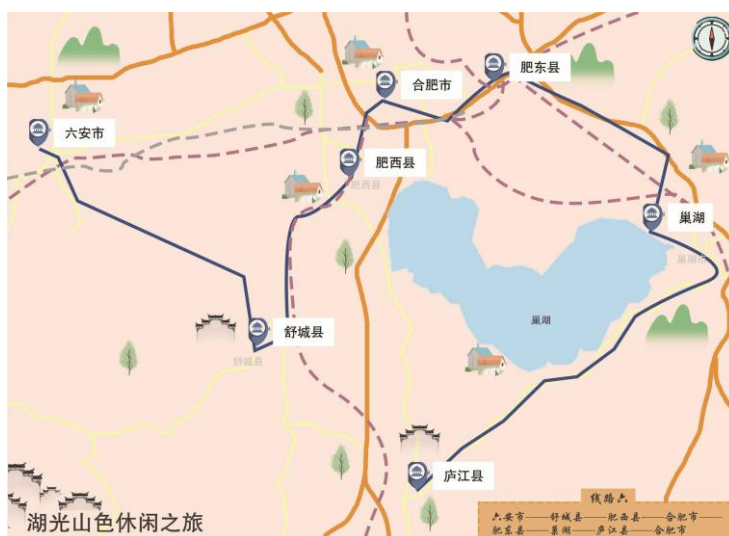 肥东县
合肥市
六安市
肥西县
肥西县
巢湖
巢湖市
巢湖
舒城县
舒城县
庐江县
湖光山色休闲之旅
线路六
六安市——舒城县——肥西县——合肥市——
肥东县——巢湖——庐江县——合肥市